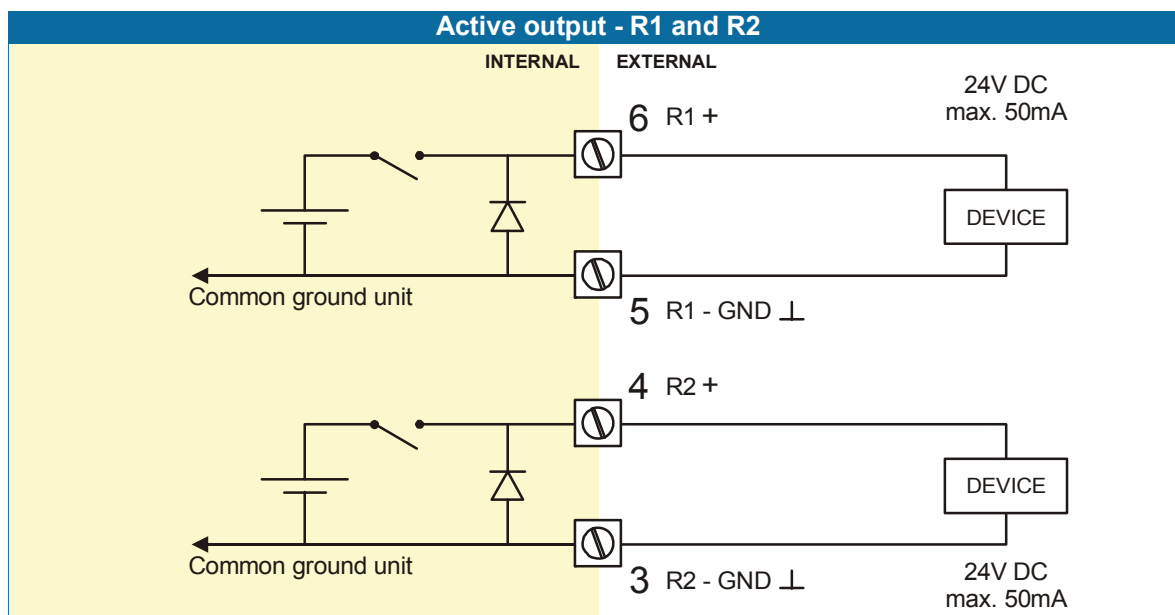 Active output - R1 and R2
INTERNAL EXTERNAL
24V DC
max. 50mA
6 R1 +
DEVICE
Common ground unit
5 R1 - GND ⊥
4 R2 +
DEVICE
Common ground unit
3 R2 - GND ⊥
24V DC
max. 50mA